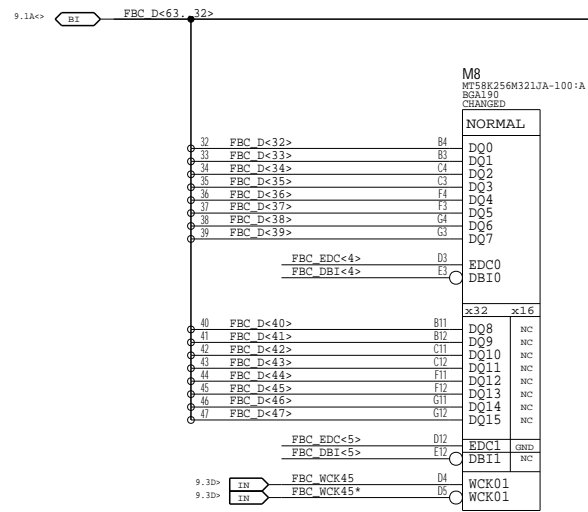 9.1A<> BI FBC_D<63..32>
M8
MT58K256M321JA-100:A
BGA190
CHANGED
NORMAL
32 FBC_D<32> B4 DQ0
33 FBC_D<33> B3 DQ1
34 FBC_D<34> C4 DQ2
35 FBC_D<35> C3 DQ3
36 FBC_D<36> F4 DQ4
37 FBC_D<37> F3 DQ5
38 FBC_D<38> G4 DQ6
39 FBC_D<39> G3 DQ7
FBC_EDC<4> D3 EDC0
FBC_DBI<4> E3 DBI0
x32 x16
40 FBC_D<40> B11 DQ8 NC
41 FBC_D<41> B12 DQ9 NC
42 FBC_D<42> C11 DQ10 NC
43 FBC_D<43> C12 DQ11 NC
44 FBC_D<44> F11 DQ12 NC
45 FBC_D<45> F12 DQ13 NC
46 FBC_D<46> G11 DQ14 NC
47 FBC_D<47> G12 DQ15 NC
FBC_EDC<5> D12 EDC1 GND
FBC_DBI<5> E12 DBI1 NC
9.3D> IN FBC_WCK45 D4 WCK01
9.3D> IN FBC_WCK45* D5 WCK01